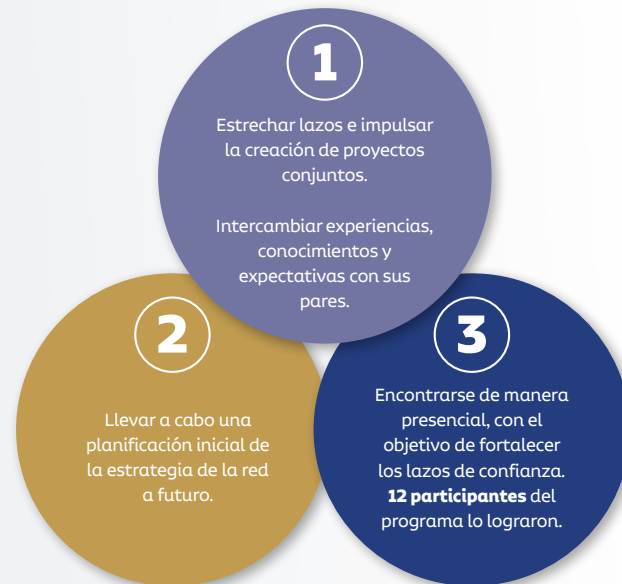 1
Estrechar lazos e impulsar
la creación de proyectos
conjuntos.
Intercambiar experiencias,
conocimientos y
expectativas con sus
pares.
2
Llevar a cabo una
planificación inicial de
la estrategia de la red
a futuro.
3
Encontrarse de manera
presencial, con el
objetivo de fortalecer
los lazos de confianza.
12 participantes del
programa lo lograron.